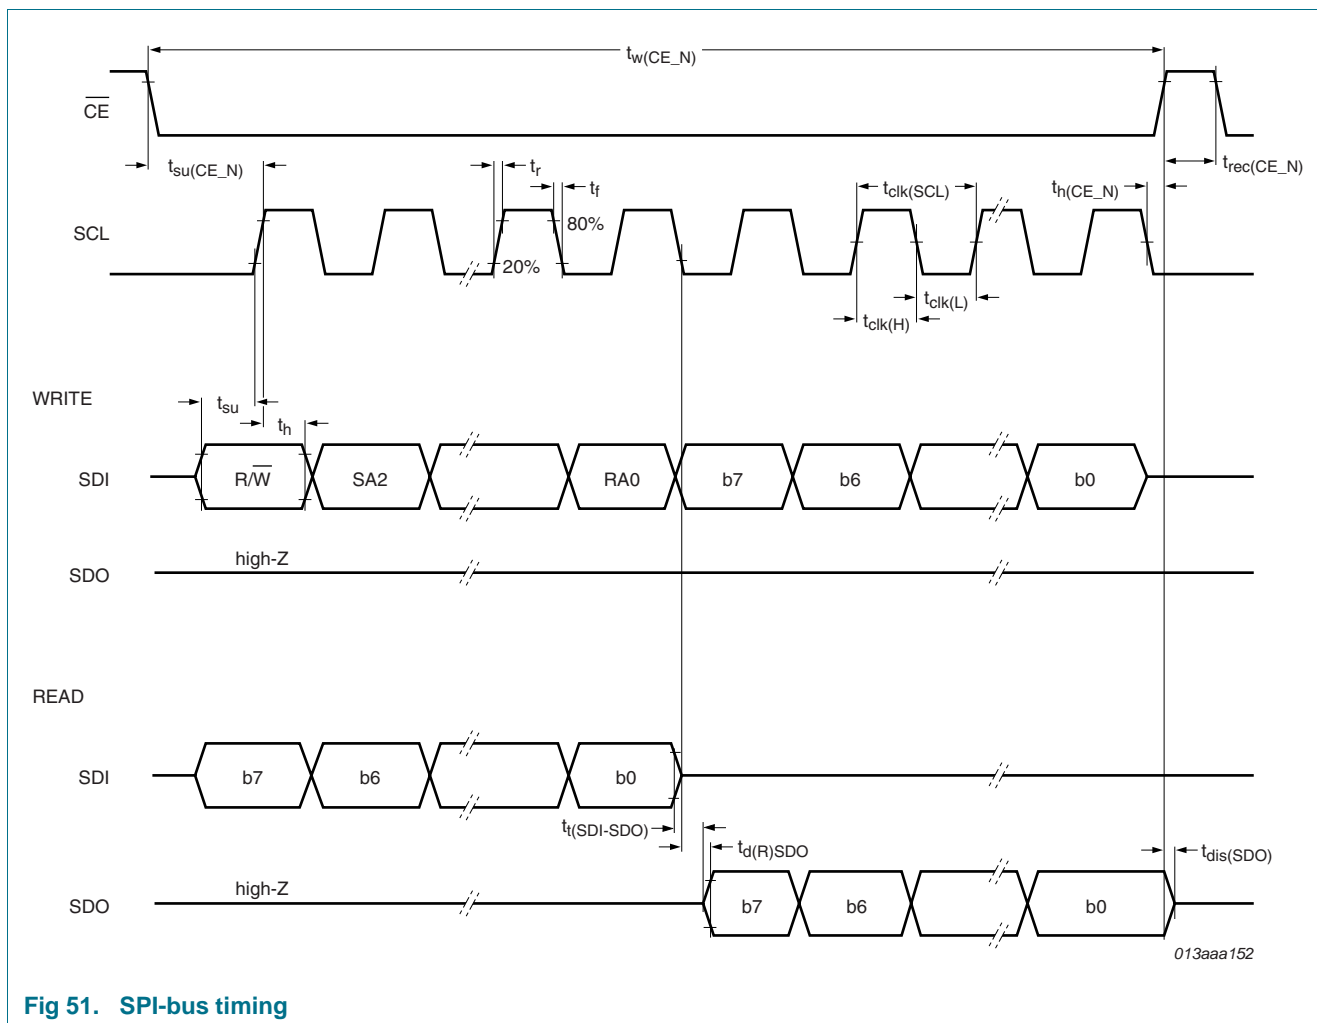 tw(CE_N)
CE
tsu(CE_N)
tr
tf
tclk(SCL)
th(CE_N)
trec(CE_N)
SCL
80%
20%
tclk(L)
tclk(H)
WRITE
tsu
th
SDI R/W SA2 RA0 b7 b6 b0
high-Z
SDO
READ
SDI b7 b6 b0
tt(SDI-SDO)
td(R)SDO
tdis(SDO)
high-Z
SDO b7 b6 b0
013aaa152
Fig 51. SPI-bus timing